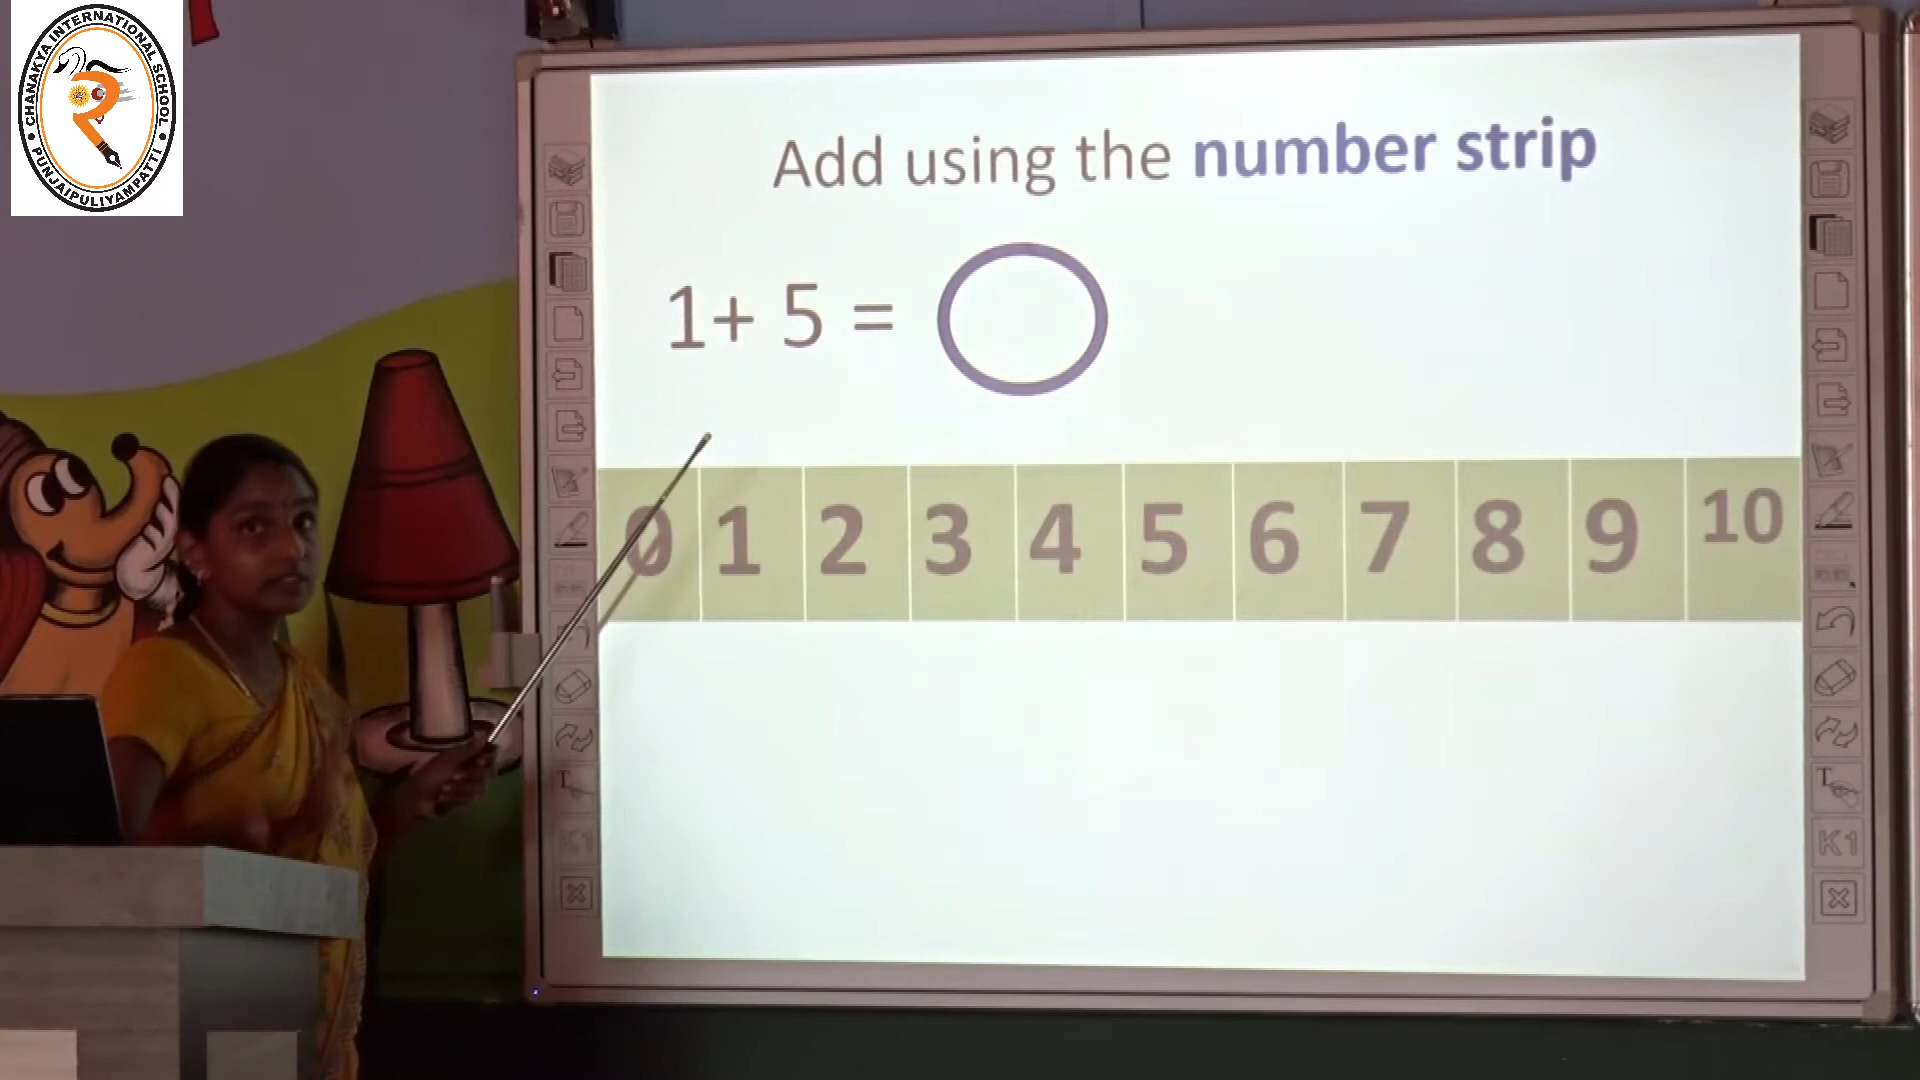 CHANAKYA INTERNATIONAL SCHOOL
PUNJAIPULIYAMPATTI
Add using the number strip
1+ 5 =
0 1 2 3 4 5 6 7 8 9 10
T
K1
T
K1